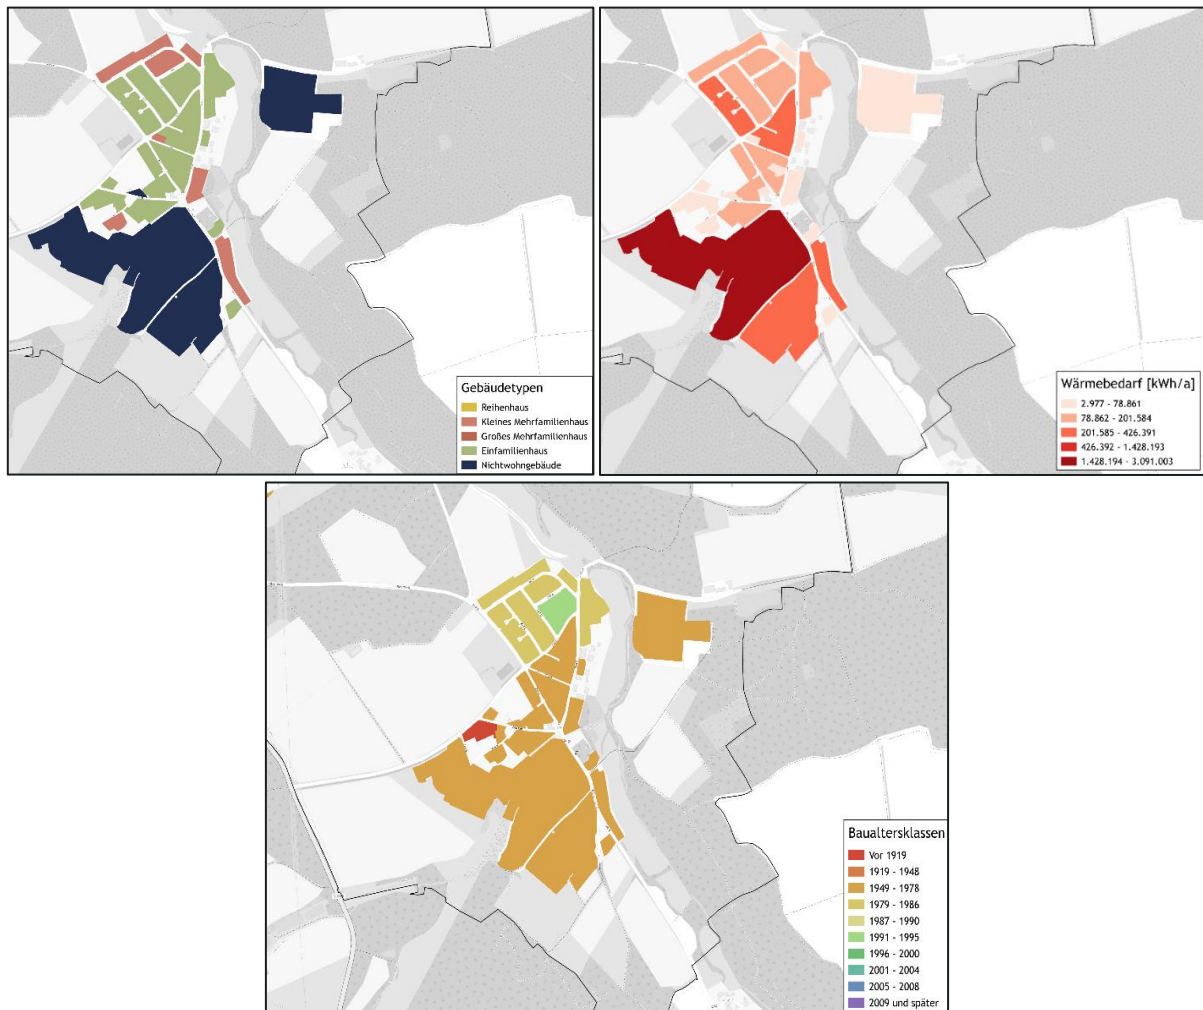 Gebäudetypen
Reihenhaus
Kleines Mehrfamilienhaus
Großes Mehrfamilienhaus
Einfamilienhaus
Nichtwohngebäude
Wärmebedarf [kWh/a]
2.977 - 78.861
78.862 - 201.584
201.585 - 426.391
426.392 - 1.428.193
1.428.194 - 3.091.003
Baualtersklassen
Vor 1919
1919 - 1948
1949 - 1978
1979 - 1986
1987 - 1990
1991 - 1995
1996 - 2000
2001 - 2004
2005 - 2008
2009 und später